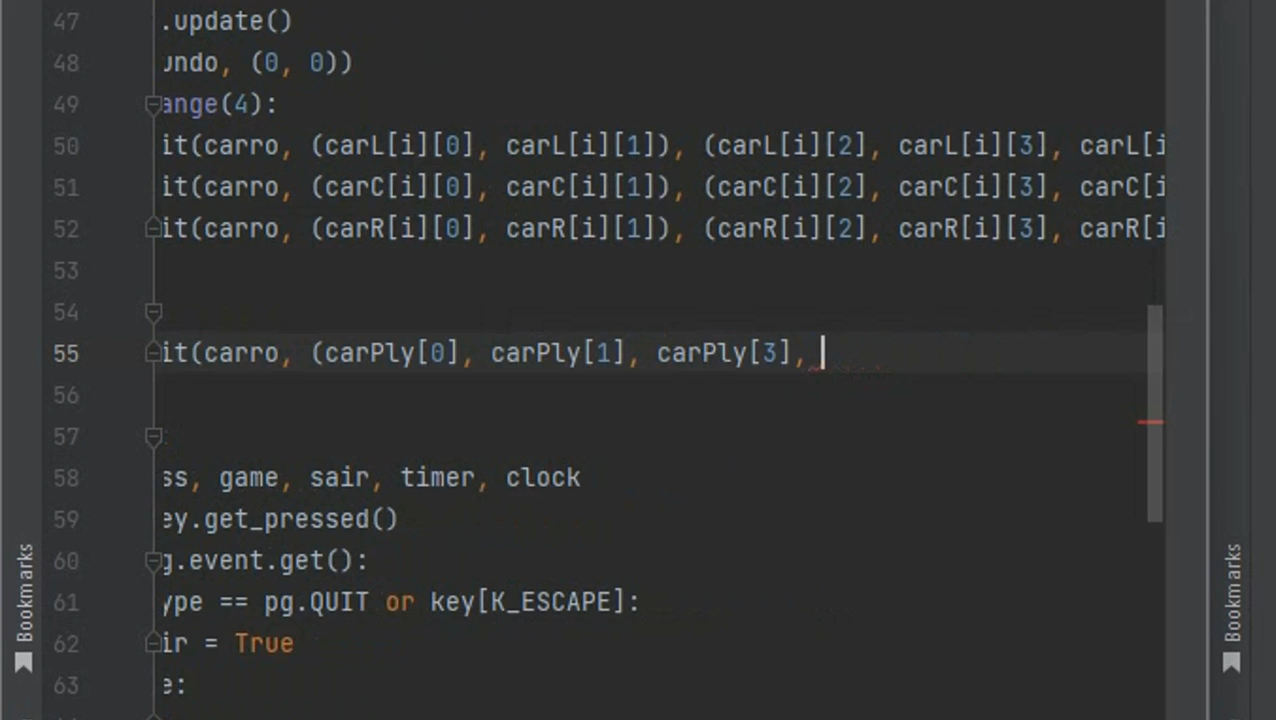 47 .update()
48 undo, (0, 0))
49 ange(4):
50 it(carro, (carL[i][0], carL[i][1]), (carL[i][2], carL[i][3], carL[i
51 it(carro, (carC[i][0], carC[i][1]), (carC[i][2], carC[i][3], carC[i
52 it(carro, (carR[i][0], carR[i][1]), (carR[i][2], carR[i][3], carR[i
53
54
55 it(carro, (carPly[0], carPly[1], carPly[3],
56
57
58 ss, game, sair, timer, clock
59 ey.get_pressed()
60 g.event.get():
61 ype == pg.QUIT or key[K_ESCAPE]:
62 ir = True
63 e:
Bookmarks
Bookmarks